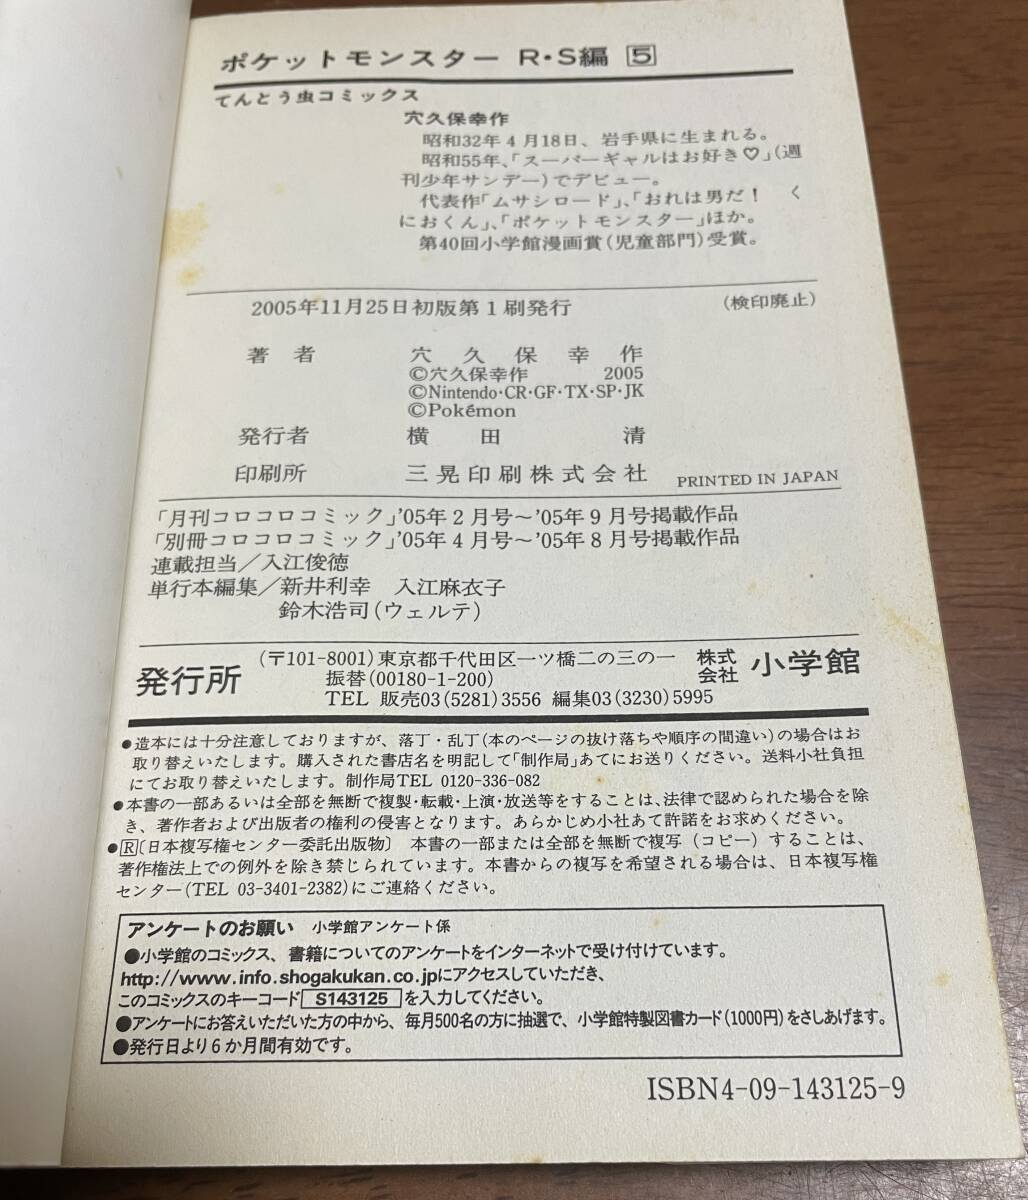 ポケットモンスター R・S編 5
てんとう虫コミックス
穴久保幸作
昭和32年4月18日、岩手県に生まれる。
昭和55年、「スーパーギャルはお好き♡」(週
刊少年サンデー)でデビュー。
代表作「ムサシロード」、「おれは男だ! く
におくん」、「ポケットモンスター」ほか。
第40回小学館漫画賞(児童部門)受賞。
2005年11月25日初版第1刷発行 (検印廃止)
著者 穴久保幸作
©穴久保幸作 2005
©Nintendo・CR・GF・TX・SP・JK
©Pokémon
発行者 横田清
印刷所 三晃印刷株式会社 PRINTED IN JAPAN
「月刊コロコロコミック」'05年2月号~'05年9月号掲載作品
「別冊コロコロコミック」'05年4月号~'05年8月号掲載作品
連載担当/入江俊徳
単行本編集/新井利幸 入江麻衣子
鈴木浩司(ウェルテ)
発行所 (〒101-8001)東京都千代田区一ツ橋二の三の一 株式会社 小学館
振替(00180-1-200)
TEL 販売03(5281)3556 編集03(3230)5995
●造本には十分注意しておりますが、落丁・乱丁(本のページの抜け落ちや順序の間違い)の場合はお
取り替えいたします。購入された書店名を明記して「制作局」あてにお送りください。送料小社負担
にてお取り替えいたします。制作局TEL 0120-336-082
●本書の一部あるいは全部を無断で複製・転載・上演・放送等をすることは、法律で認められた場合を除
き、著作者および出版者の権利の侵害となります。あらかじめ小社あて許諾をお求めください。
●R〔日本複写権センター委託出版物〕 本書の一部または全部を無断で複写(コピー)することは、
著作権法上での例外を除き禁じられています。本書からの複写を希望される場合は、日本複写権
センター(TEL 03-3401-2382)にご連絡ください。
アンケートのお願い 小学館アンケート係
●小学館のコミックス、書籍についてのアンケートをインターネットで受け付けています。
http://www.info.shogakukan.co.jpにアクセスしていただき、
このコミックスのキーコード S143125 を入力してください。
●アンケートにお答えいただいた方の中から、毎月500名の方に抽選で、小学館特製図書カード(1000円)をさしあげます。
●発行日より6か月間有効です。
ISBN4-09-143125-9